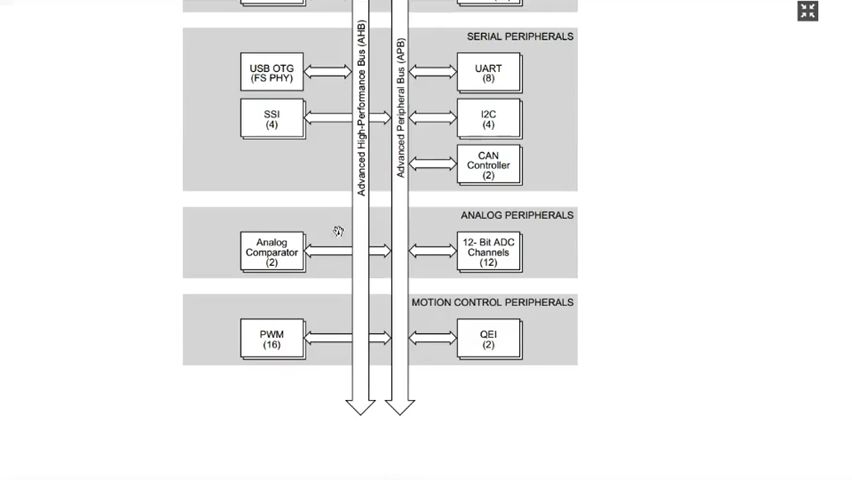 SERIAL PERIPHERALS
USB OTG
(FS PHY)
UART
(8)
SSI
(4)
I2C
(4)
CAN
Controller
(2)
Advanced High-Performance Bus (AHB)
Advanced Peripheral Bus (APB)
ANALOG PERIPHERALS
Analog
Comparator
(2)
12- Bit ADC
Channels
(12)
MOTION CONTROL PERIPHERALS
PWM
(16)
QEI
(2)